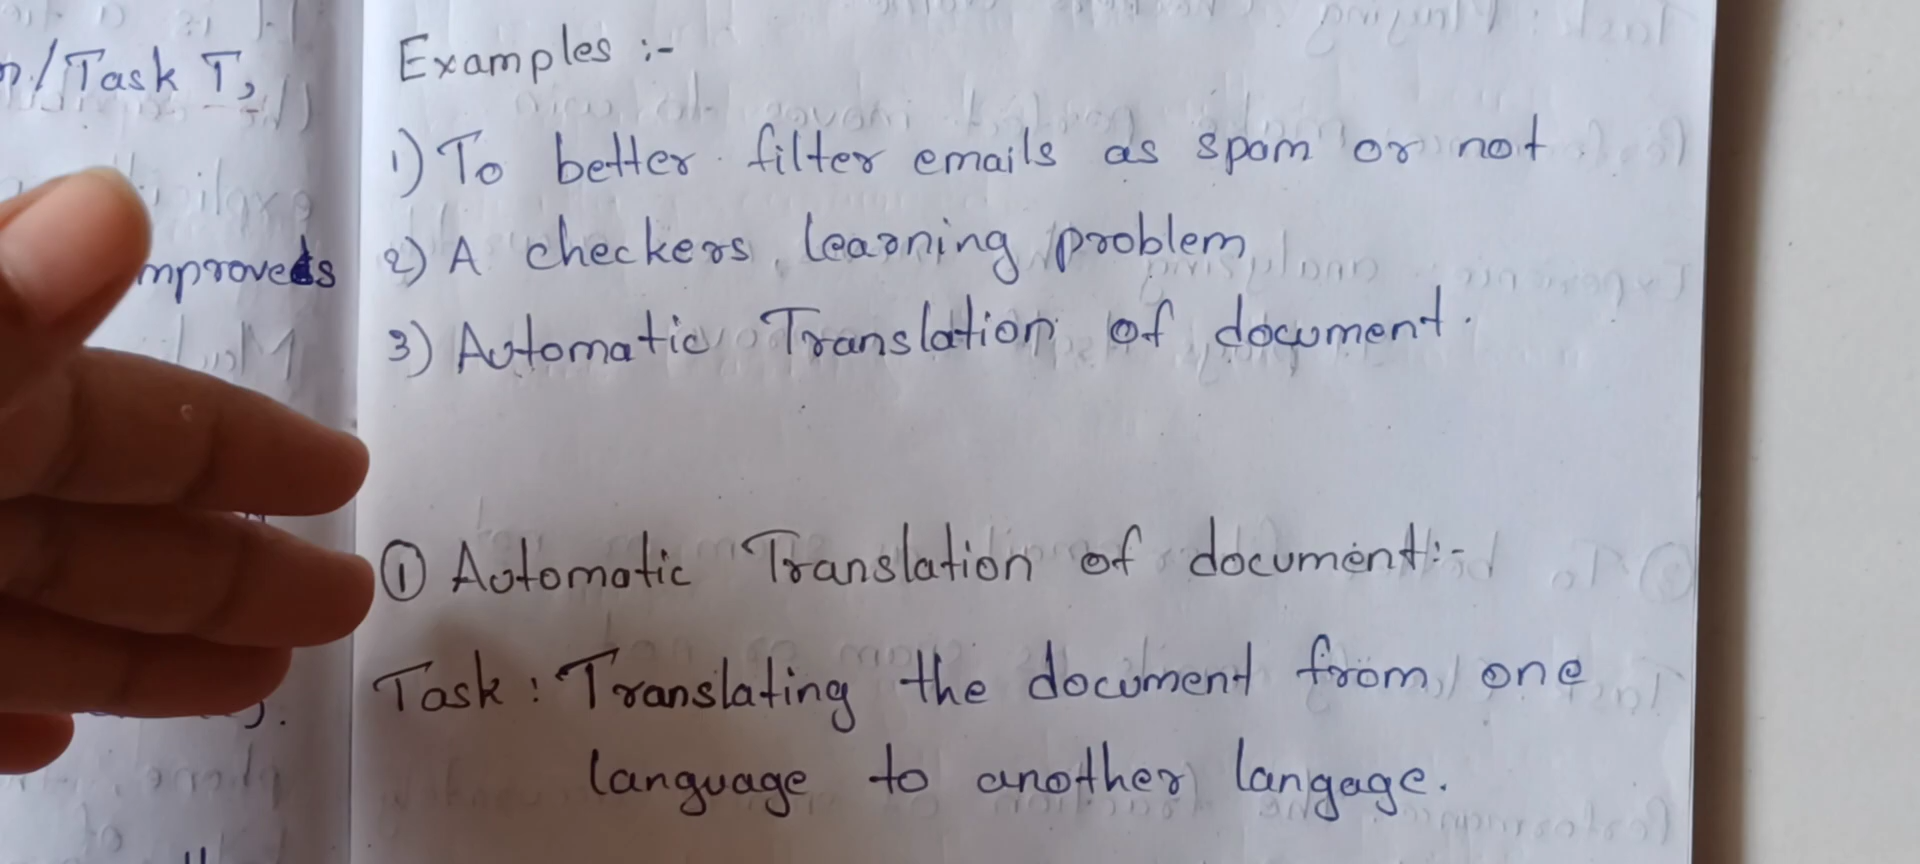 /Task T,
improves
Examples :-
1) To better filter emails as spam or not
2) A checkers learning problem
3) Automatic Translation of document.
① Automatic Translation of document:-
Task : Translating the document from one
language to another langage.